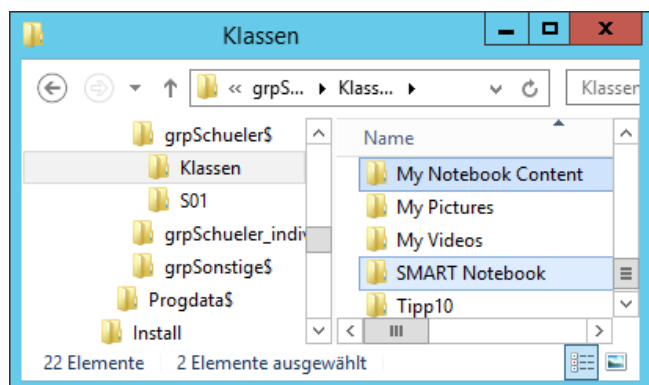 Klassen
« grpS... ▸ Klass... ▸
Klassen
grpSchueler$
Klassen
S01
grpSchueler_indiv
grpSonstige$
Progdata$
Install
Name
My Notebook Content
My Pictures
My Videos
SMART Notebook
Tipp10
22 Elemente 2 Elemente ausgewählt